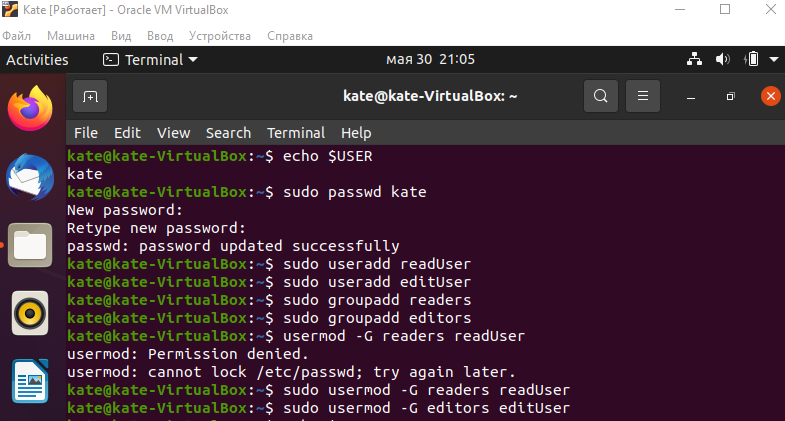 Kate [Работает] - Oracle VM VirtualBox
Файл Машина Вид Ввод Устройства Справка
Activities Terminal мая 30 21:05
kate@kate-VirtualBox: ~
File Edit View Search Terminal Help
kate@kate-VirtualBox:~$ echo $USER
kate
kate@kate-VirtualBox:~$ sudo passwd kate
New password:
Retype new password:
passwd: password updated successfully
kate@kate-VirtualBox:~$ sudo useradd readUser
kate@kate-VirtualBox:~$ sudo useradd editUser
kate@kate-VirtualBox:~$ sudo groupadd readers
kate@kate-VirtualBox:~$ sudo groupadd editors
kate@kate-VirtualBox:~$ usermod -G readers readUser
usermod: Permission denied.
usermod: cannot lock /etc/passwd; try again later.
kate@kate-VirtualBox:~$ sudo usermod -G readers readUser
kate@kate-VirtualBox:~$ sudo usermod -G editors editUser